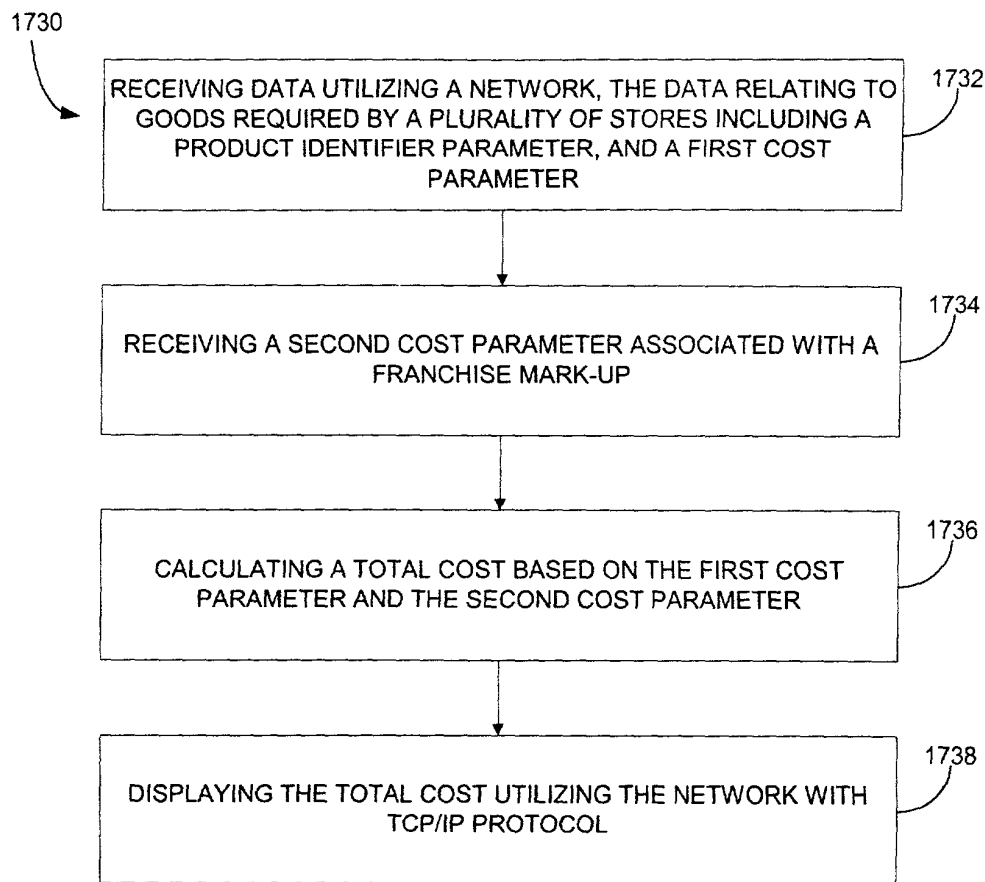 1730
RECEIVING DATA UTILIZING A NETWORK, THE DATA RELATING TO
GOODS REQUIRED BY A PLURALITY OF STORES INCLUDING A
PRODUCT IDENTIFIER PARAMETER, AND A FIRST COST
PARAMETER
1732
RECEIVING A SECOND COST PARAMETER ASSOCIATED WITH A
FRANCHISE MARK-UP
1734
CALCULATING A TOTAL COST BASED ON THE FIRST COST
PARAMETER AND THE SECOND COST PARAMETER
1736
DISPLAYING THE TOTAL COST UTILIZING THE NETWORK WITH
TCP/IP PROTOCOL
1738